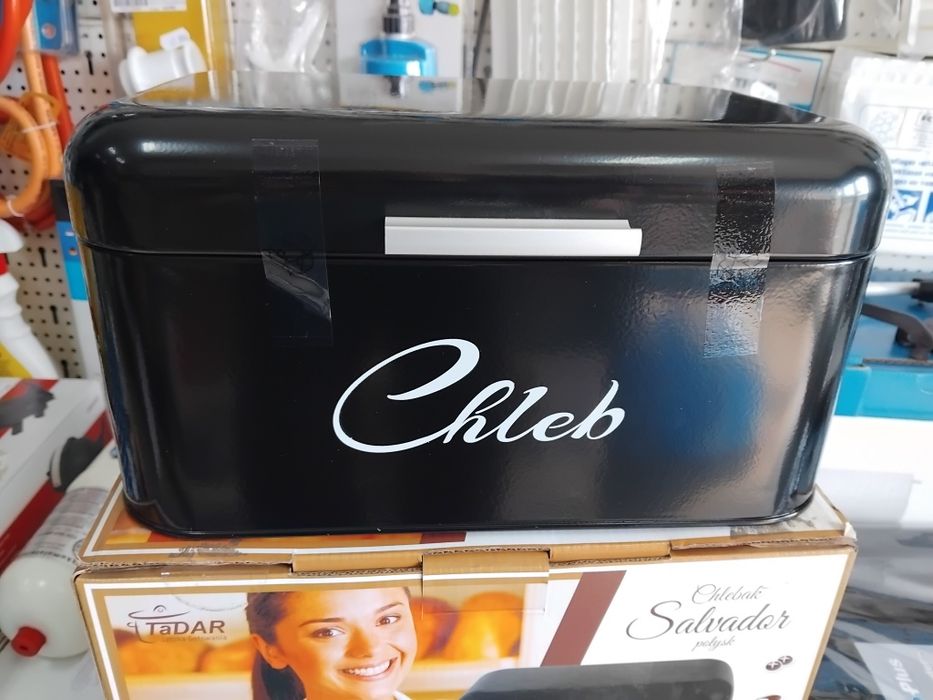 Chleb
TaDAR
Chlebak
Salvador
połysk